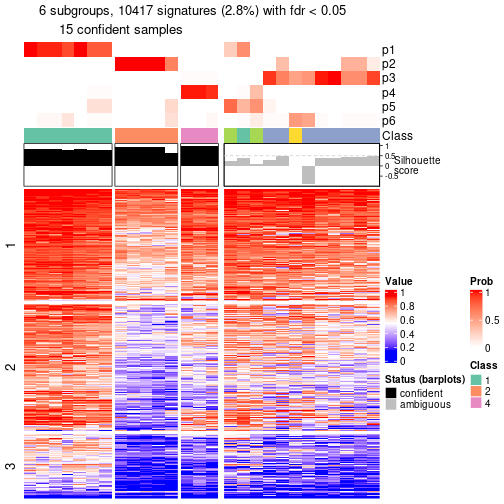 6 subgroups, 10417 signatures (2.8%) with fdr < 0.05
15 confident samples
p1
p2
p3
p4
p5
p6
Class
1
0.5
0
-0.5
Silhouette
score
1
2
3
Value
1
0.8
0.6
0.4
0.2
0
Prob
1
0.5
0
Status (barplots)
confident
ambiguous
Class
1
2
4